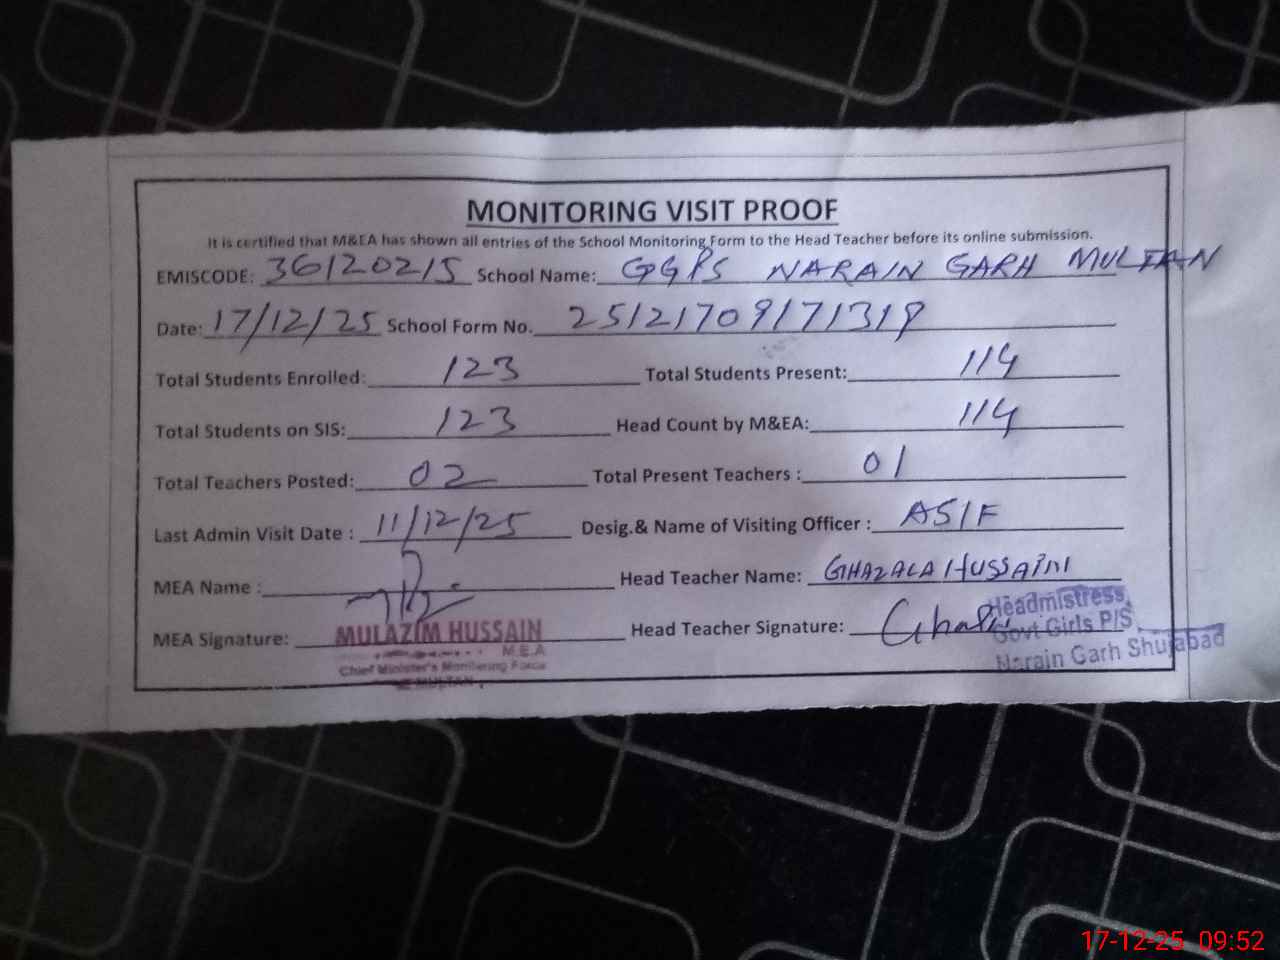 MONITORING VISIT PROOF
It is certified that M&EA has shown all entries of the School Monitoring Form to the Head Teacher before its online submission.
EMISCODE: 36120215 School Name: GGPS NARAIN GARH MULTAN
Date: 17/12/25 School Form No. 25121709171319
Total Students Enrolled: 123 Total Students Present: 114
Total Students on SIS: 123 Head Count by M&EA: 114
Total Teachers Posted: 02 Total Present Teachers : 01
Last Admin Visit Date : 11/12/25 Desig.& Name of Visiting Officer : ASIF
MEA Name : Head Teacher Name: GHAZALA HUSSAINI
MEA Signature: Head Teacher Signature:
MULAZIM HUSSAIN
M.E.A
Chief Minister's Monitoring Force
MULTAN
Headmistress
Govt Girls P/S
Narain Garh Shujabad
17-12-25 09:52